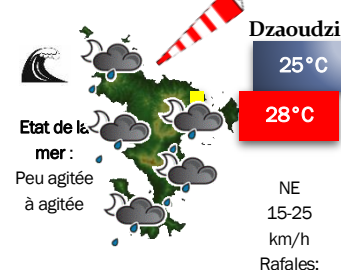 Dzaoudzi
25°C
28°C
Etat de la
mer :
Peu agitée
à agitée
NE
15-25
km/h
Rafales: